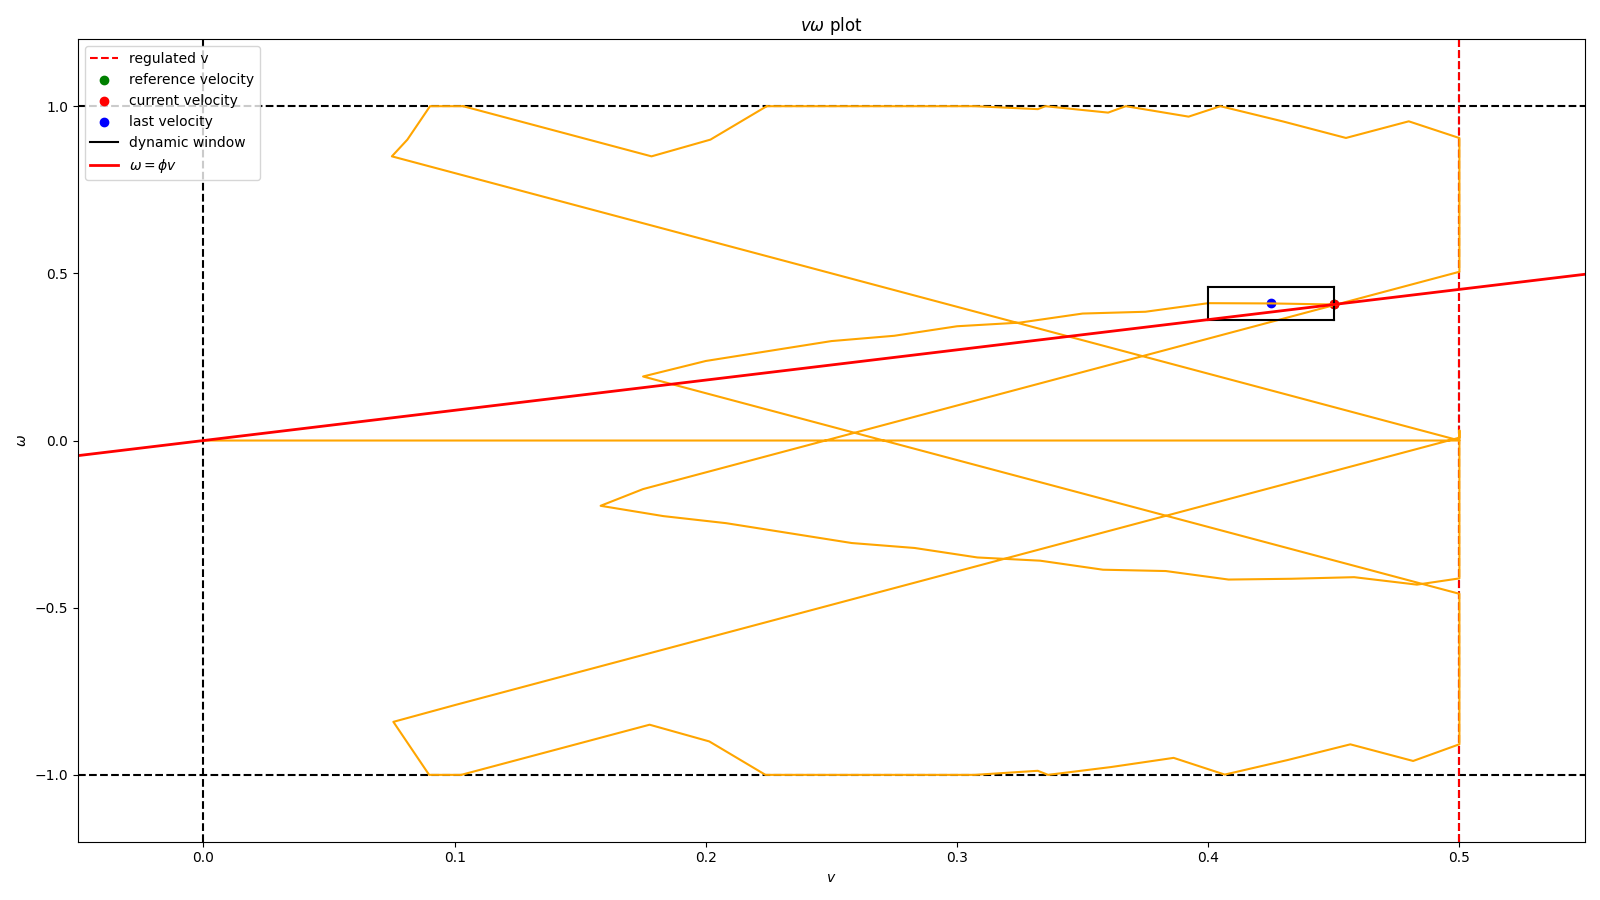 vω plot
regulated v
reference velocity
current velocity
last velocity
dynamic window
ω = ϕv
1.0
0.5
0.0
−0.5
−1.0
ω
0.0 0.1 0.2 0.3 0.4 0.5
v